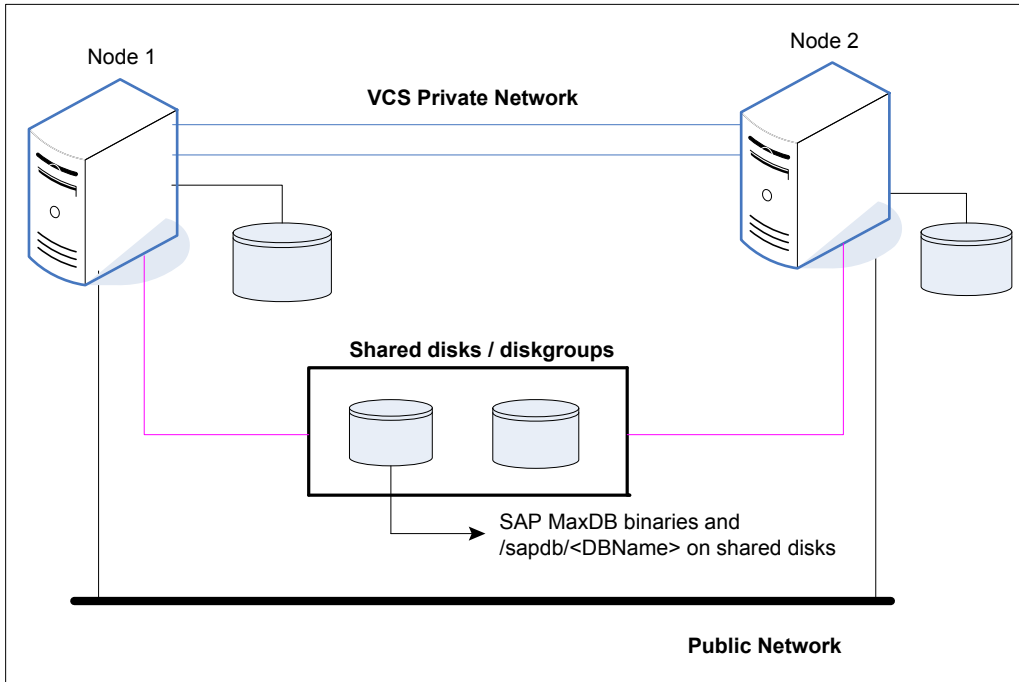 Node 1
Node 2
VCS Private Network
Shared disks / diskgroups
SAP MaxDB binaries and
/sapdb/<DBName> on shared disks
Public Network